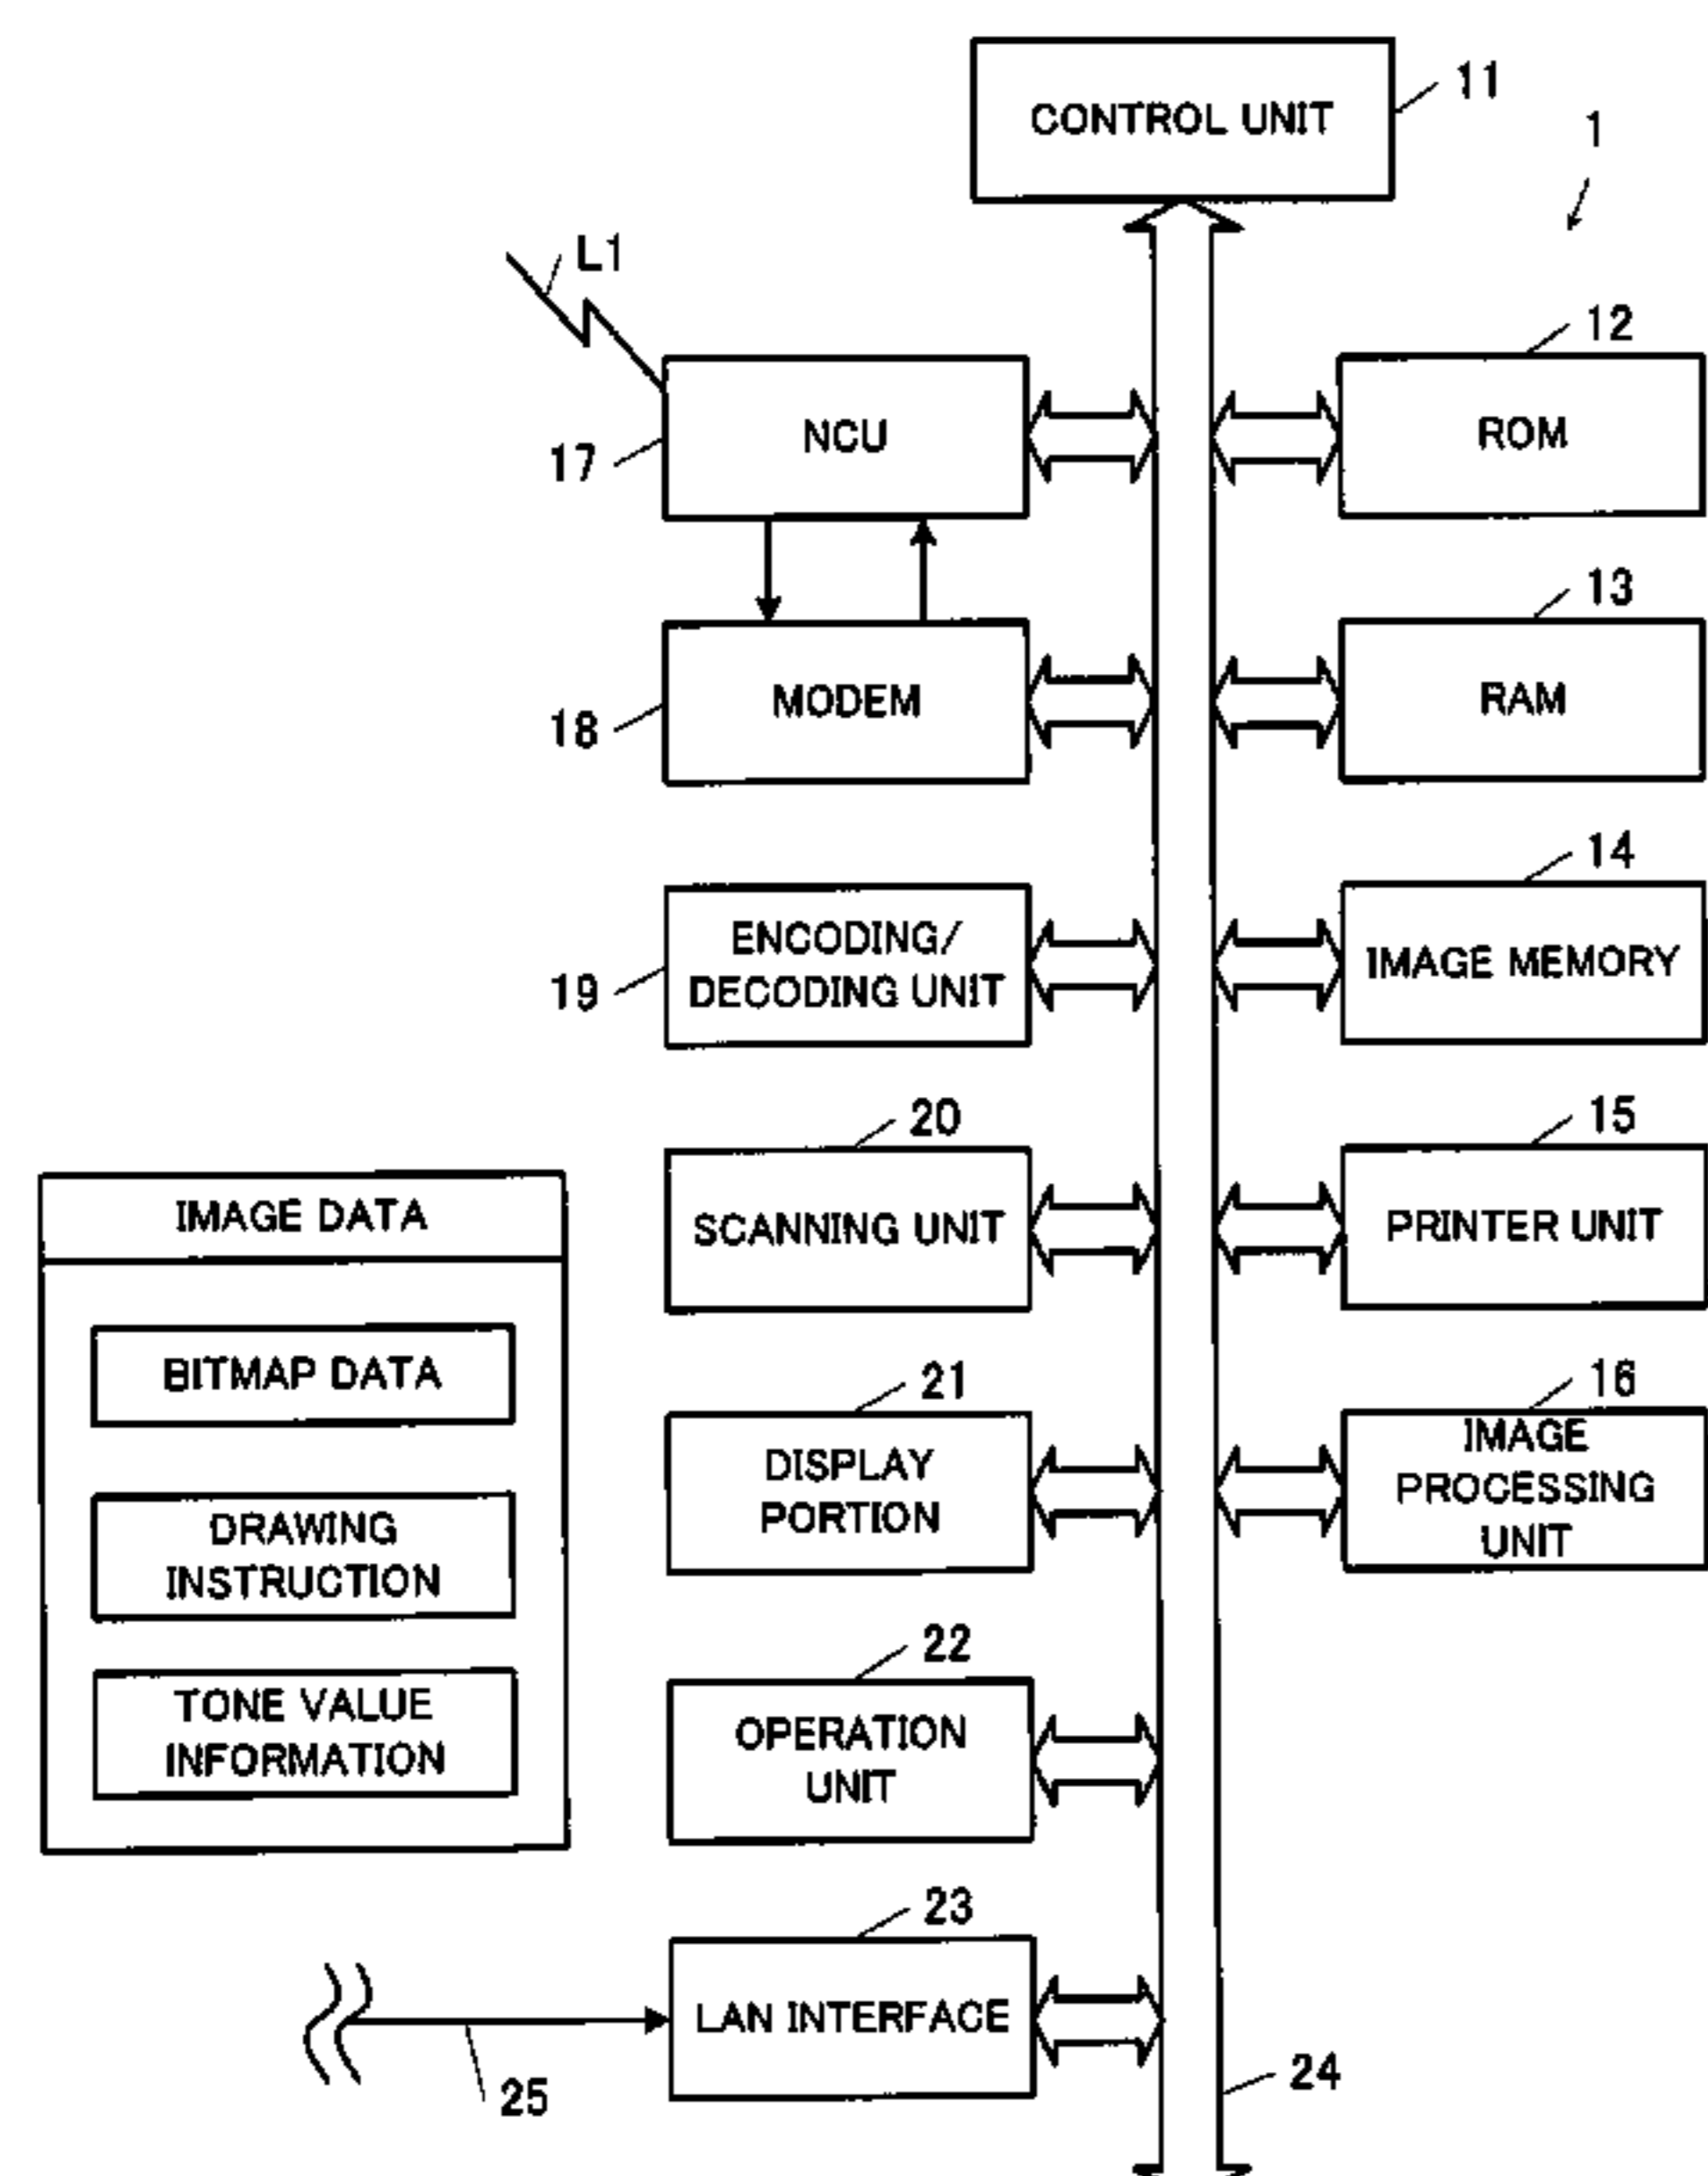 CONTROL UNIT
11
1
L1
NCU
17
ROM
12
MODEM
18
RAM
13
ENCODING/
DECODING UNIT
19
IMAGE MEMORY
14
SCANNING UNIT
20
PRINTER UNIT
15
IMAGE DATA
BITMAP DATA
DRAWING
INSTRUCTION
TONE VALUE
INFORMATION
DISPLAY
PORTION
21
IMAGE
PROCESSING
UNIT
16
OPERATION
UNIT
22
LAN INTERFACE
23
25
24